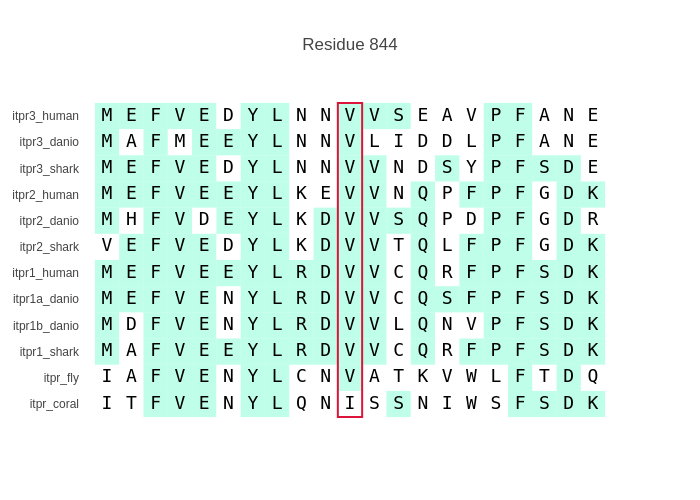 Residue 844
itpr3_human M E F V E D Y L N N V V S E A V P F A N E
itpr3_danio M A F M E E Y L N N V L I D D L P F A N E
itpr3_shark M E F V E D Y L N N V V N D S Y P F S D E
itpr2_human M E F V E E Y L K E V V N Q P F P F G D K
itpr2_danio M H F V D E Y L K D V V S Q P D P F G D R
itpr2_shark V E F V E D Y L K D V V T Q L F P F G D K
itpr1_human M E F V E E Y L R D V V C Q R F P F S D K
itpr1a_danio M E F V E N Y L R D V V C Q S F P F S D K
itpr1b_danio M D F V E N Y L R D V V L Q N V P F S D K
itpr1_shark M A F V E E Y L R D V V C Q R F P F S D K
itpr_fly I A F V E N Y L C N V A T K V W L F T D Q
itpr_coral I T F V E N Y L Q N I S S N I W S F S D K